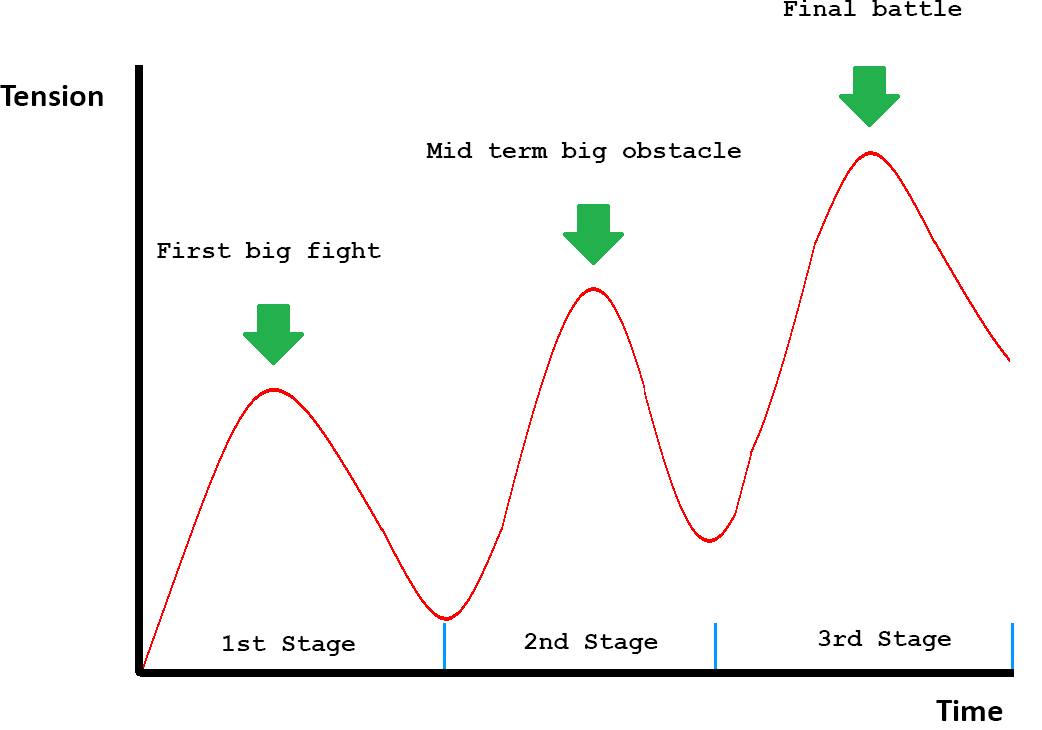 Final battle
Tension
Mid term big obstacle
First big fight
1st Stage
2nd Stage
3rd Stage
Time